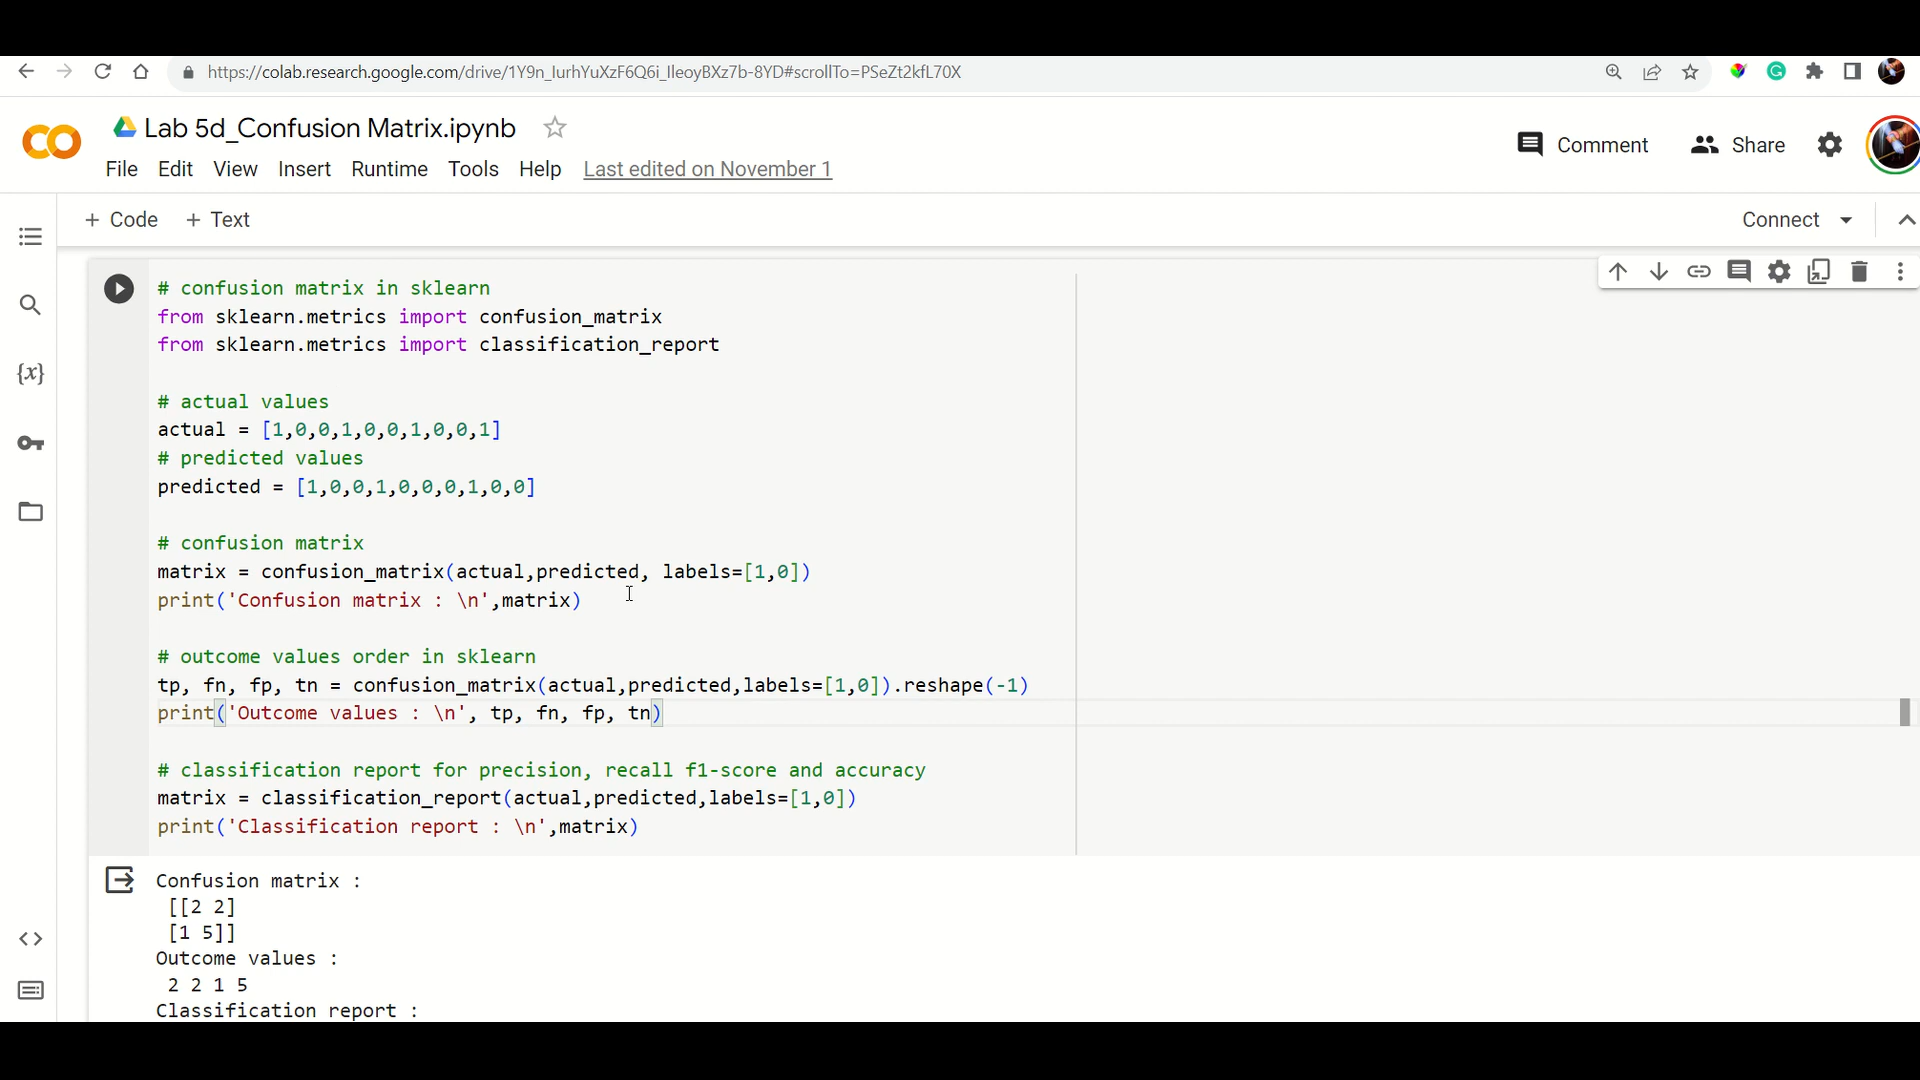 https://colab.research.google.com/drive/1Y9n_IurhYuXzF6Q6i_IleoyBXz7b-8YD#scrollTo=PSeZt2kfL70X
Lab 5d_Confusion Matrix.ipynb
Comment Share
File Edit View Insert Runtime Tools Help Last edited on November 1
+ Code + Text Connect
# confusion matrix in sklearn
from sklearn.metrics import confusion_matrix
from sklearn.metrics import classification_report
# actual values
actual = [1,0,0,1,0,0,1,0,0,1]
# predicted values
predicted = [1,0,0,1,0,0,0,1,0,0]
# confusion matrix
matrix = confusion_matrix(actual,predicted, labels=[1,0])
print('Confusion matrix : \n',matrix)
# outcome values order in sklearn
tp, fn, fp, tn = confusion_matrix(actual,predicted,labels=[1,0]).reshape(-1)
print('Outcome values : \n', tp, fn, fp, tn)
# classification report for precision, recall f1-score and accuracy
matrix = classification_report(actual,predicted,labels=[1,0])
print('Classification report : \n',matrix)
Confusion matrix :
[[2 2]
[1 5]]
Outcome values :
2 2 1 5
Classification report :